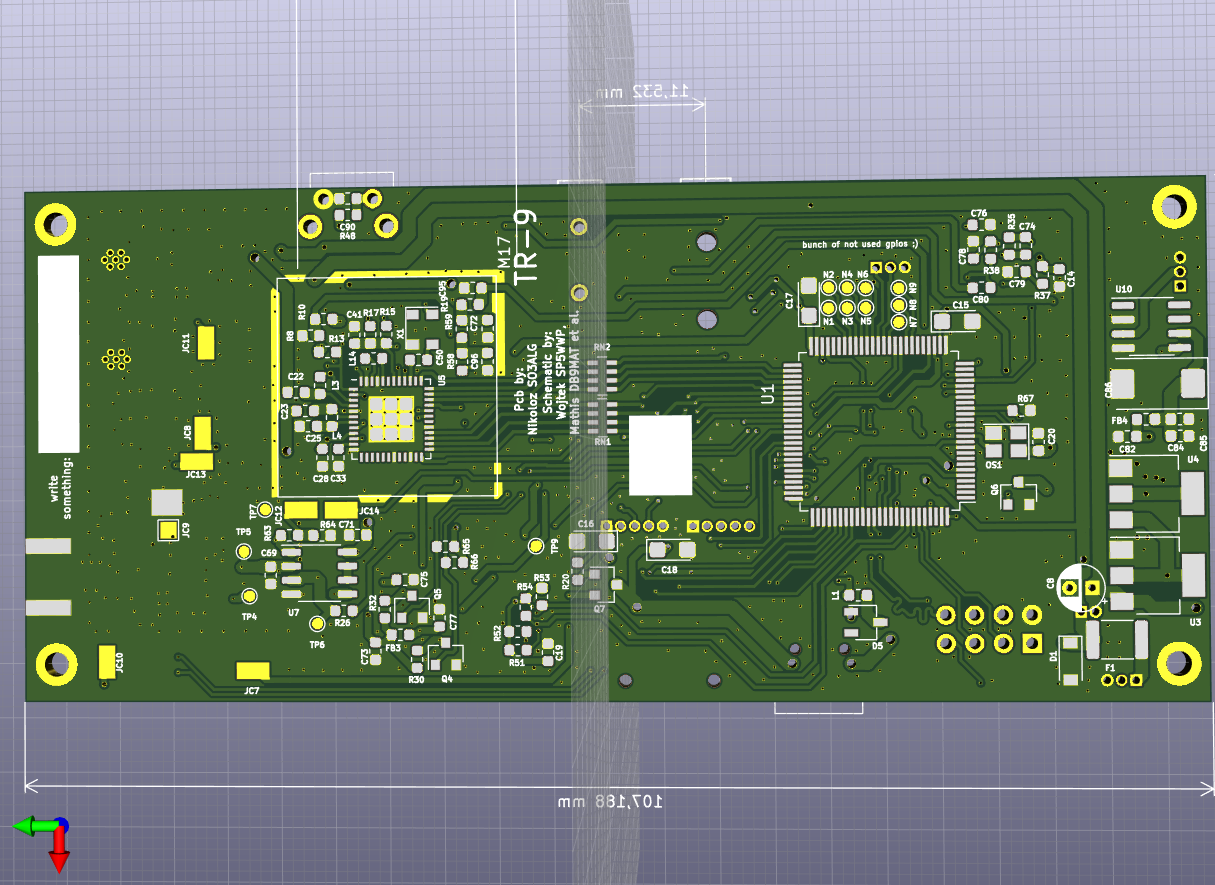 11,532 mm
C90
R48
M17
TR-9
bunch of not used gpios ;)
C76
R35
C74
C78
R38
C79
C80
R37
C14
U10
N2 N4 N6
N9
N8
N7
N1 N3 N5
C17
C15
JC11
R10
R8
R13
C41
R17
R15
X1
C50
L14
R19
C95
R59
C72
R58
C96
U5
C22
L3
C23
C25
L4
C28
C33
Pcb by:
Nikoloz SO3ALG
Schematic by:
Wojtek SP5WWP,
Mathis DB9MAT et al.
RN2
RN1
U1
R67
OS1
C20
Q6
FB4
C82
C84
C85
U4
U3
JC8
JC13
write
something:
JC9
TP7
JC12
JC14
R64
C71
R63
TP5
C69
TP4
U7
R26
TP6
R65
R66
C75
R32
Q5
C77
FB3
C73
R30
Q4
TP9
C16
C18
R20
Q7
R53
R54
R52
R51
C19
L1
D5
C8
+
D1
F1
JC10
JC7
107,188 mm